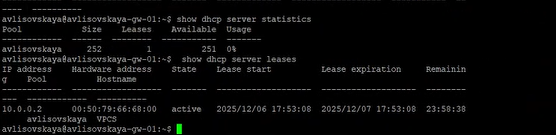 ----  ----------
avlisovskaya@avlisovskaya-gw-01:~$ show dhcp server statistics
Pool            Size    Leases    Available  Usage
------------  ------  --------  -----------  -------
avlisovskaya     252         1          251  0%
avlisovskaya@avlisovskaya-gw-01:~$  show dhcp server leases
IP address    Hardware address    State    Lease start          Lease expiration     Remainin
g    Pool          Hostname
------------  ------------------  -------  -------------------  -------------------  --------
---  ------------  ----------
10.0.0.2      00:50:79:66:68:00   active   2025/12/06 17:53:08  2025/12/07 17:53:08  23:58:38
     avlisovskaya  VPCS
avlisovskaya@avlisovskaya-gw-01:~$